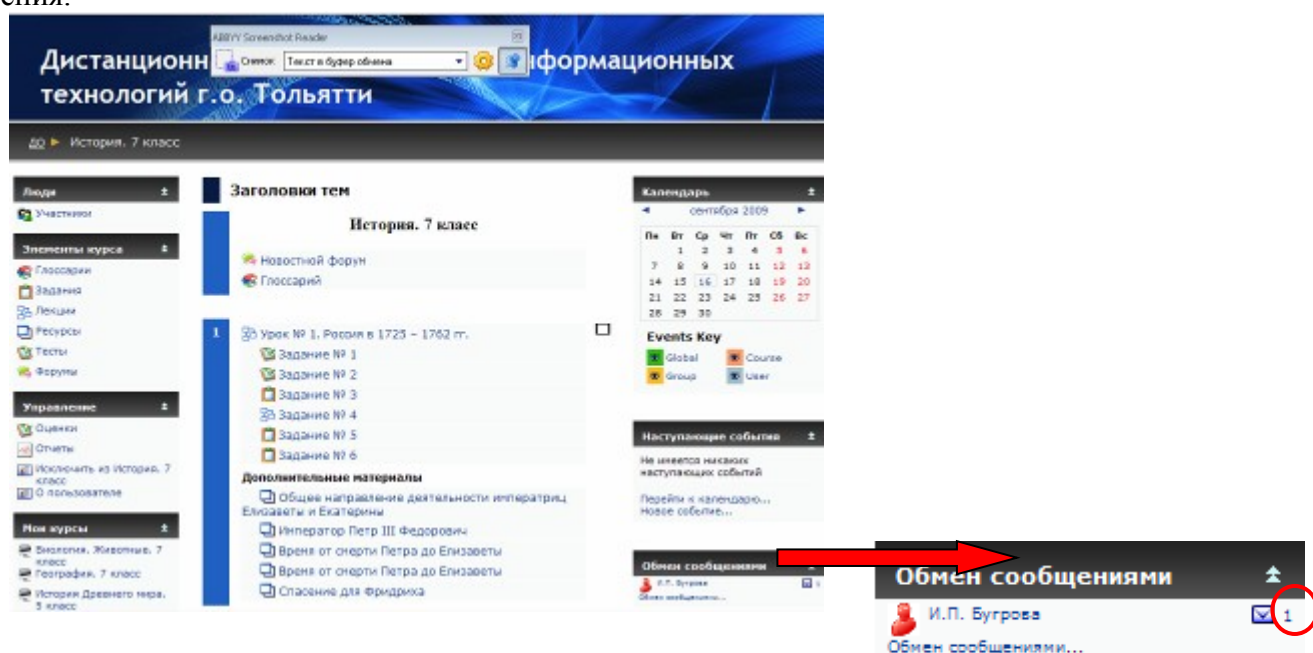 ения.
ABBYY Screenshot Reader
Снимок: Текст в буфер обмена
Дистанционн формационных
технологий г.о. Тольятти
ДО ► История. 7 класс
Люди
Участники
Элементы курса
Глоссарии
Задания
Лекции
Ресурсы
Тесты
Форумы
Управление
Оценки
Отчеты
Исключить из История. 7
класс
О пользователе
Мои курсы
Биология. Животные. 7
класс
География. 7 класс
История Древнего мира.
5 класс
Заголовки тем
История. 7 класс
Новостной форум
Глоссарий
1
Урок № 1. Россия в 1725 – 1762 гг.
Задание № 1
Задание № 2
Задание № 3
Задание № 4
Задание № 5
Задание № 6
Дополнительные материалы
Общее направление деятельности императриц
Елизаветы и Екатерины
Император Петр III Федорович
Время от смерти Петра до Елизаветы
Время от смерти Петра до Елизаветы
Спасение для Фридриха
Календарь
◄ сентября 2009 ►
Пн Вт Ср Чт Пт Сб Вс
1 2 3 4 5 6
7 8 9 10 11 12 13
14 15 16 17 18 19 20
21 22 23 24 25 26 27
28 29 30
Events Key
Global Course
Group User
Наступающие события
Не имеется никаких
наступающих событий
Перейти к календарю...
Новое событие...
Обмен сообщениями
И.П. Бугрова 1
Обмен сообщениями...
Обмен сообщениями
И.П. Бугрова 1
Обмен сообщениями...